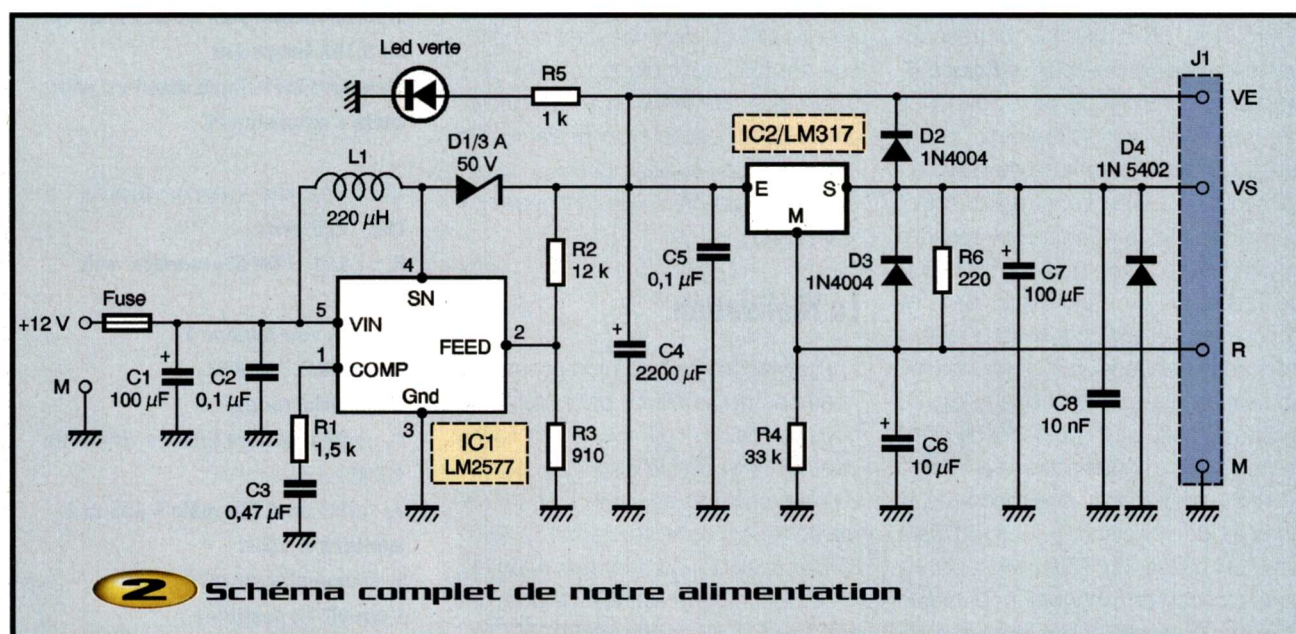 Led verte
R5
1 k
J1
VE
IC2/LM317
D2
1N4004
D4
1N 5402
L1
220 µH
D1/3 A
50 V
E
S
M
VS
R2
12 k
C5
0,1 µF
D3
1N4004
R6
220
C7
+
100 µF
4
SN
Fuse
+12 V
5
VIN
1
COMP
FEED
2
Gnd
3
M
+
C1
100 µF
C2
0,1 µF
+
C4
2200 µF
R
R1
1,5 k
IC1
LM2577
R3
910
R4
33 k
+
C6
10 µF
C8
10 nF
M
C3
0,47 µF
2 Schéma complet de notre alimentation